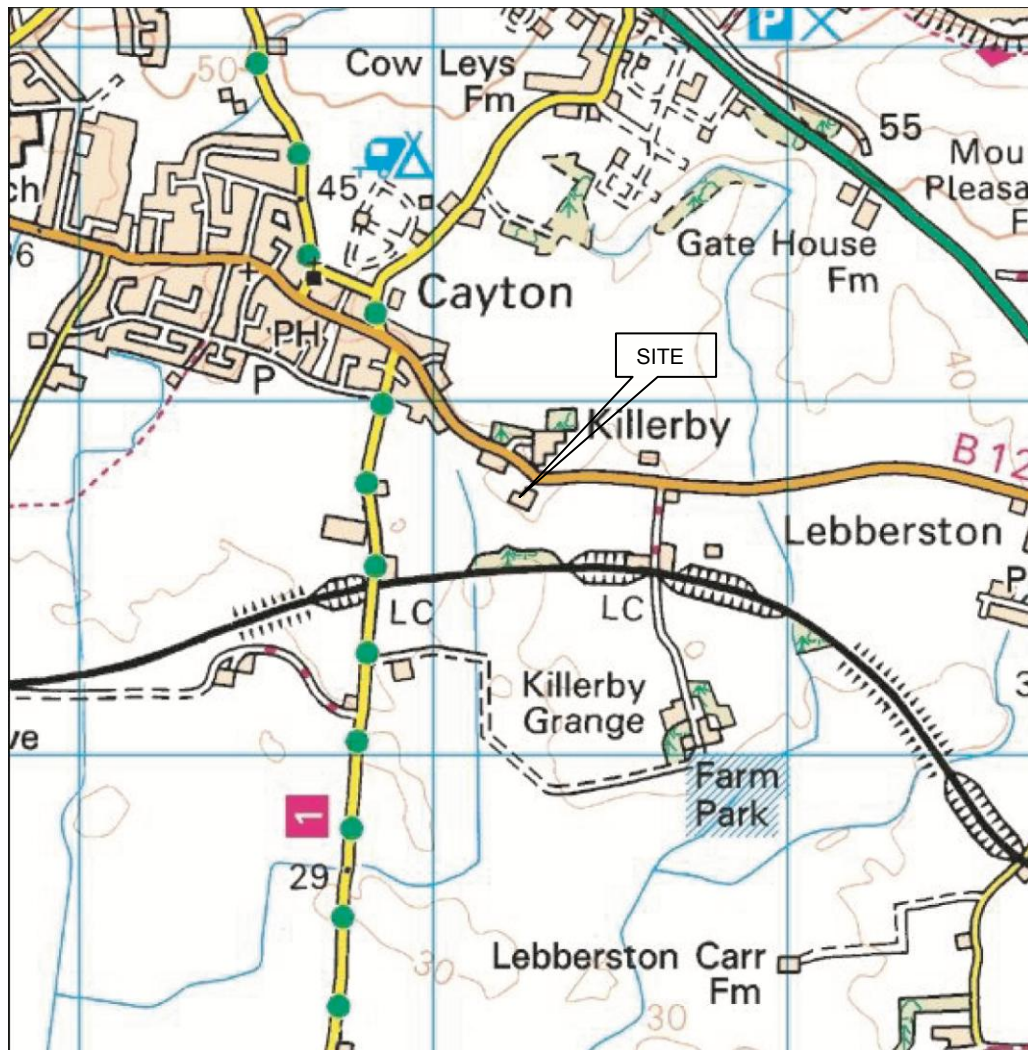 50
Cow Leys
Fm
P
55
Mou
Pleasa
F
ch
45
6
Gate House
Fm
Cayton
PH
P
SITE
40
Killerby
B 12
Lebberston
P
LC
LC
Killerby
Grange
3
ve
Farm
Park
1
29
30
Lebberston Carr
Fm
30